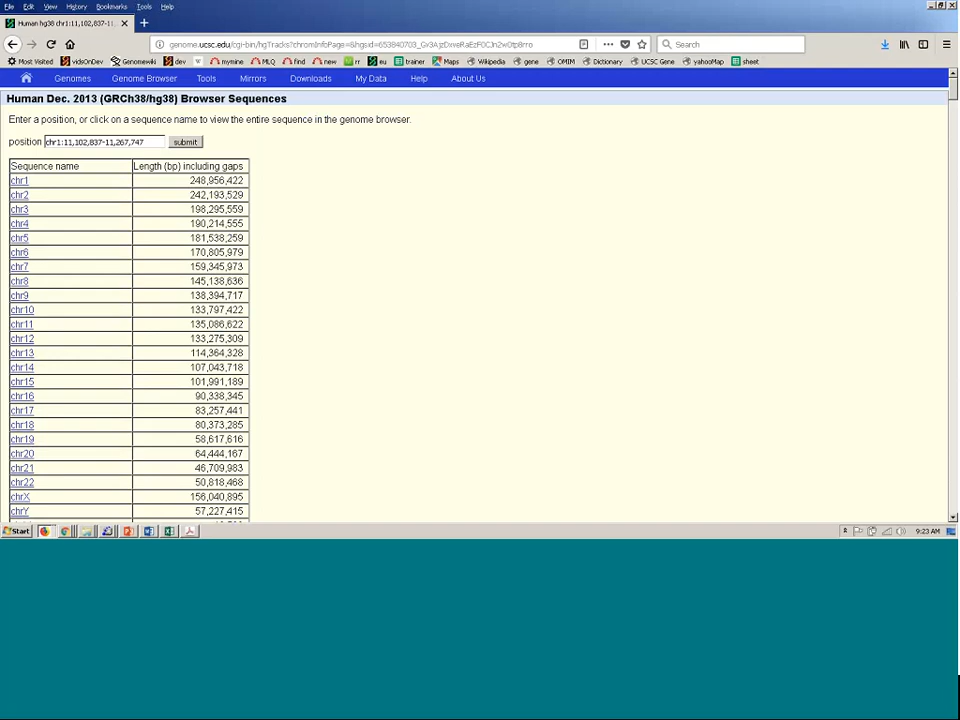 File Edit View History Bookmarks Tools Help
Human hg38 chr1:11,102,837-11
Search
Most Visited vidsOnDev Genomewiki dev mymine MLQ find new rr eu trainer Maps Wikipedia gene OMIM Dictionary UCSC Gene yahooMap sheet
Genomes Genome Browser Tools Mirrors Downloads My Data Help About Us
Human Dec. 2013 (GRCh38/hg38) Browser Sequences
Enter a position, or click on a sequence name to view the entire sequence in the genome browser.
position chr1:11,102,837-11,267,747 submit
Sequence name Length (bp) including gaps
chr1 248,956,422
chr2 242,193,529
chr3 198,295,559
chr4 190,214,555
chr5 181,538,259
chr6 170,805,979
chr7 159,345,973
chr8 145,138,636
chr9 138,394,717
chr10 133,797,422
chr11 135,086,622
chr12 133,275,309
chr13 114,364,328
chr14 107,043,718
chr15 101,991,189
chr16 90,338,345
chr17 83,257,441
chr18 80,373,285
chr19 58,617,616
chr20 64,444,167
chr21 46,709,983
chr22 50,818,468
chrX 156,040,895
chrY 57,227,415
Start 9:23 AM